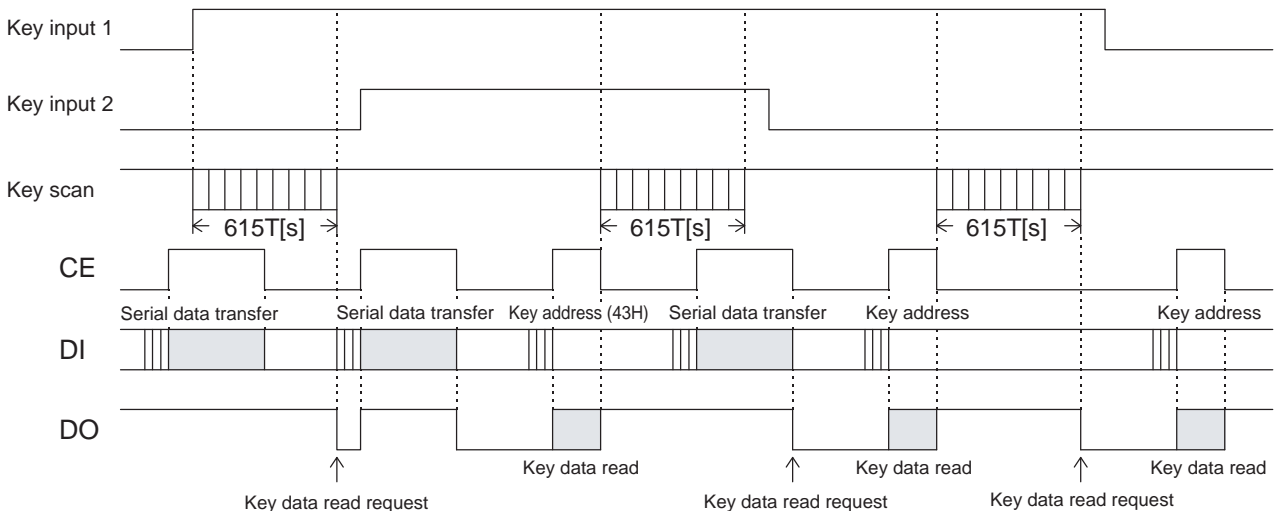 Key input 1
Key input 2
Key scan
615T[s] 615T[s] 615T[s]
CE
Serial data transfer Serial data transfer Key address (43H) Serial data transfer Key address Key address
DI
DO
Key data read Key data read Key data read
Key data read request Key data read request Key data read request